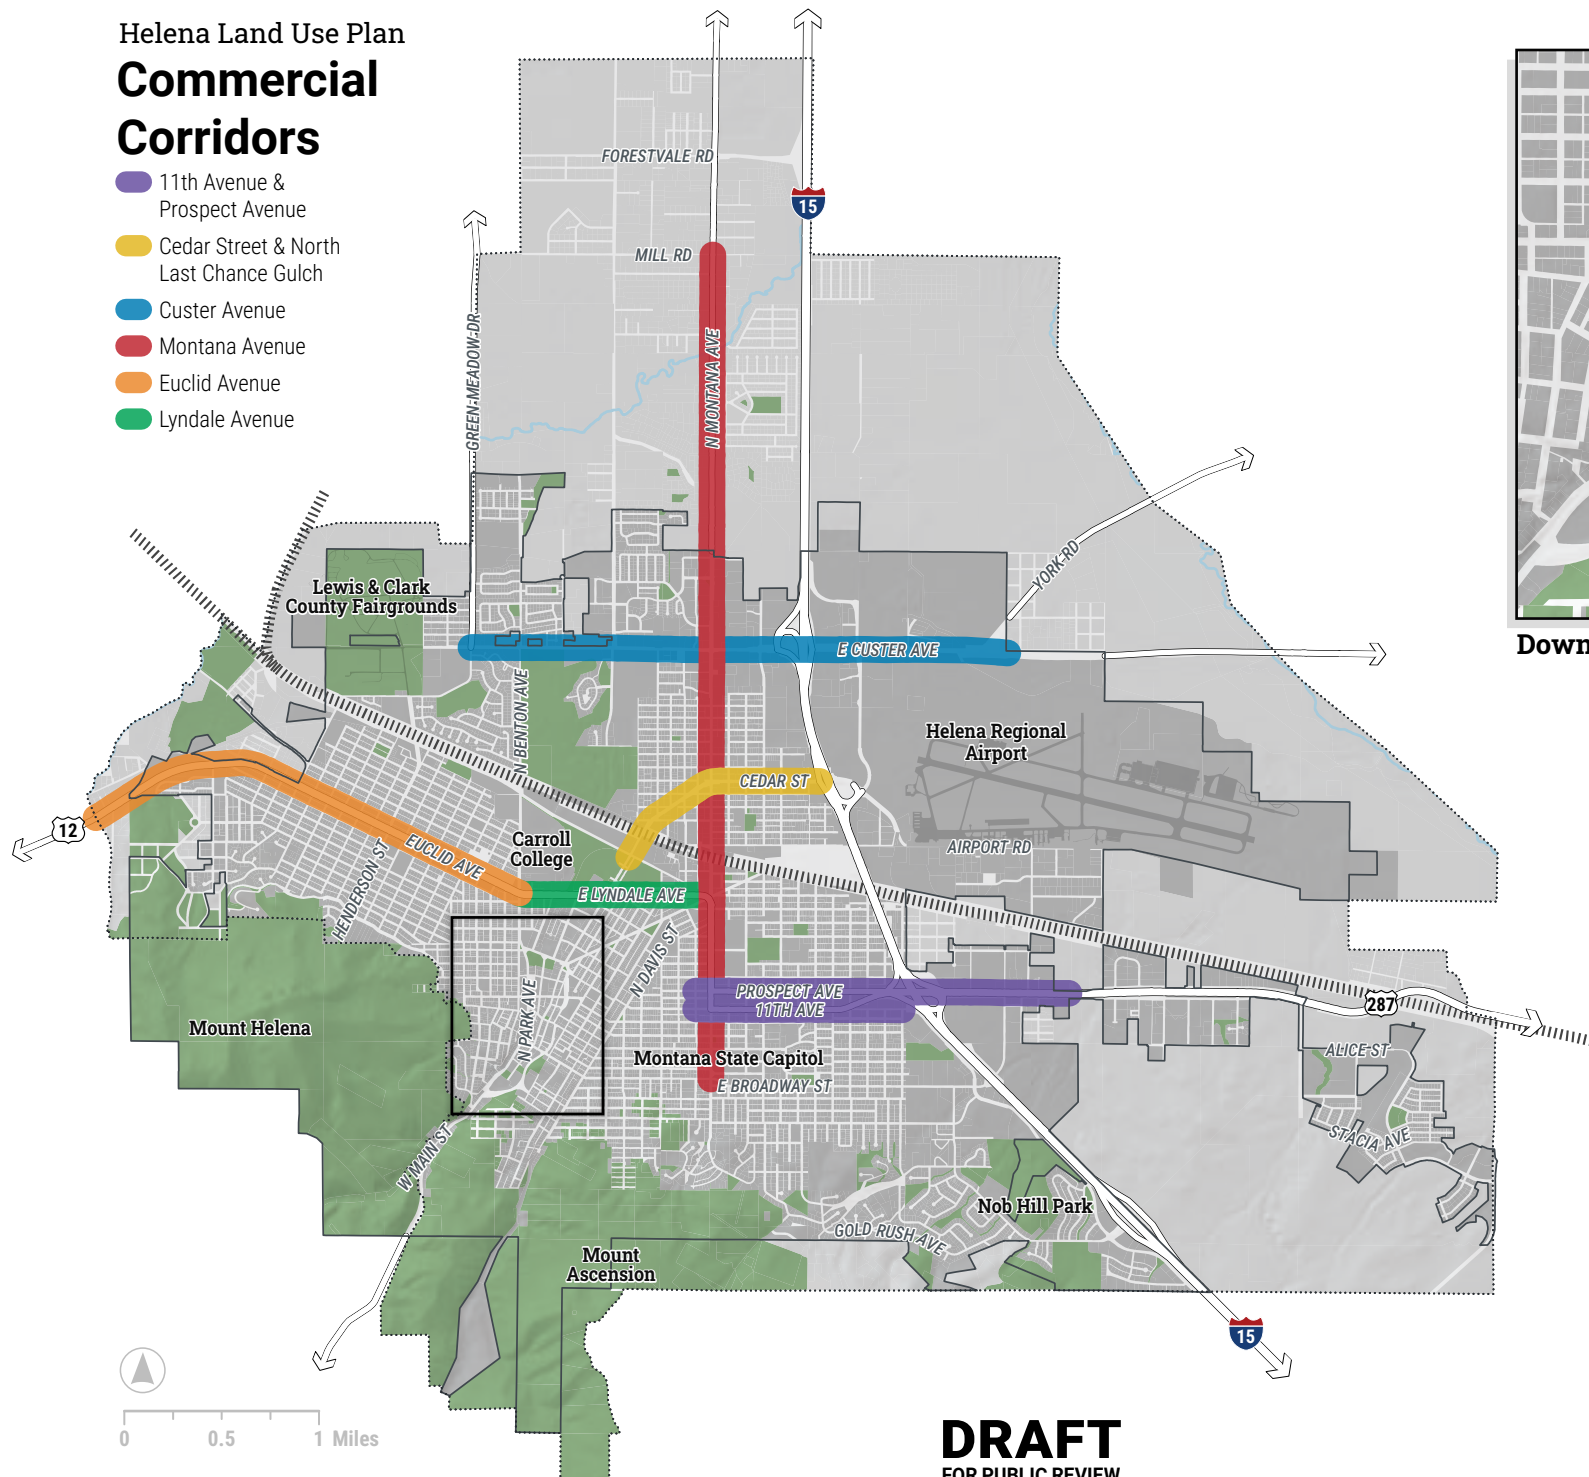 Helena Land Use Plan
Commercial
Corridors
11th Avenue &
Prospect Avenue
Cedar Street & North
Last Chance Gulch
Custer Avenue
Montana Avenue
Euclid Avenue
Lyndale Avenue
FORESTVALE RD
15
MILL RD
GREEN MEADOW DR
N MONTANA AVE
YORK RD
Lewis & Clark
County Fairgrounds
E CUSTER AVE
Down
N BENTON AVE
Helena Regional
Airport
CEDAR ST
12
EUCLID AVE
Carroll
College
AIRPORT RD
HENDERSON ST
E LYNDALE AVE
N DAVIS ST
PROSPECT AVE
11TH AVE
287
N PARK AVE
Mount Helena
Montana State Capitol
E BROADWAY ST
ALICE ST
STACIA AVE
W MAIN ST
Nob Hill Park
GOLD RUSH AVE
Mount
Ascension
15
0 0.5 1 Miles
DRAFT
FOR PUBLIC REVIEW